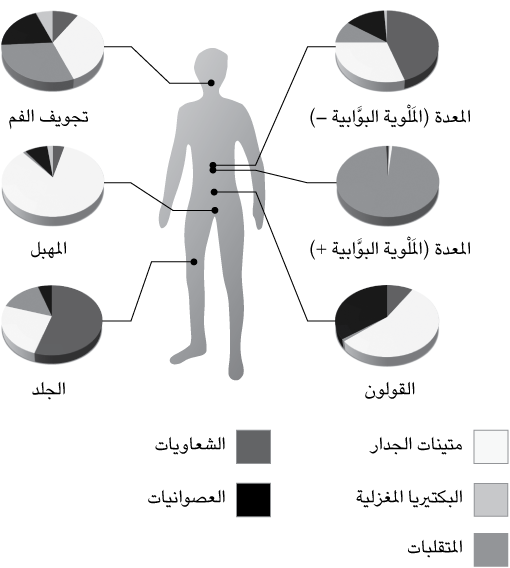 المعدة (المَلْوية البوَّابية –)
تجويف الفم
المعدة (المَلْوية البوَّابية +)
المهبل
القولون
الجلد
متينات الجدار
الشعاويات
البكتيريا المغزلية
العصوانيات
المتقلبات